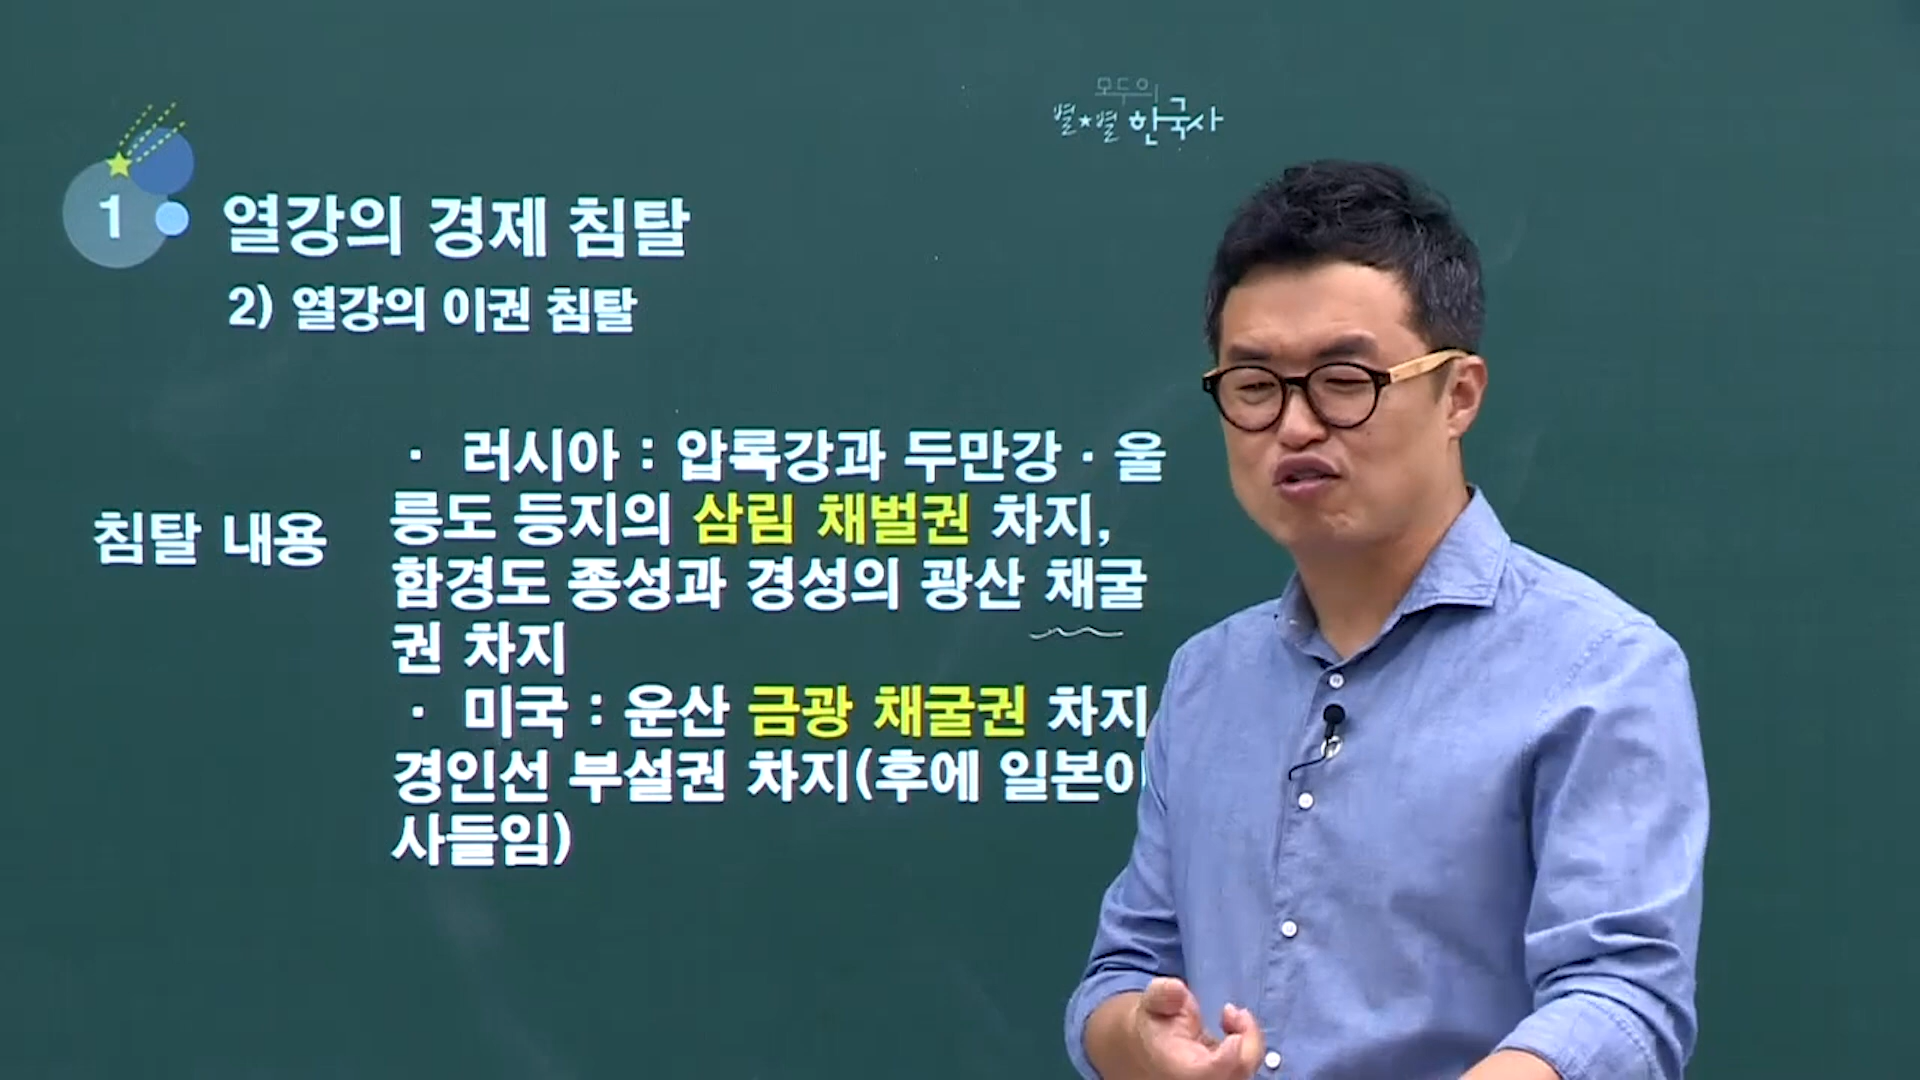 모두의
별★별 한국사
1 열강의 경제 침탈
2) 열강의 이권 침탈
침탈 내용
· 러시아 : 압록강과 두만강 · 울
릉도 등지의 삼림 채벌권 차지,
함경도 종성과 경성의 광산 채굴
권 차지
· 미국 : 운산 금광 채굴권 차지
경인선 부설권 차지(후에 일본이
사들임)